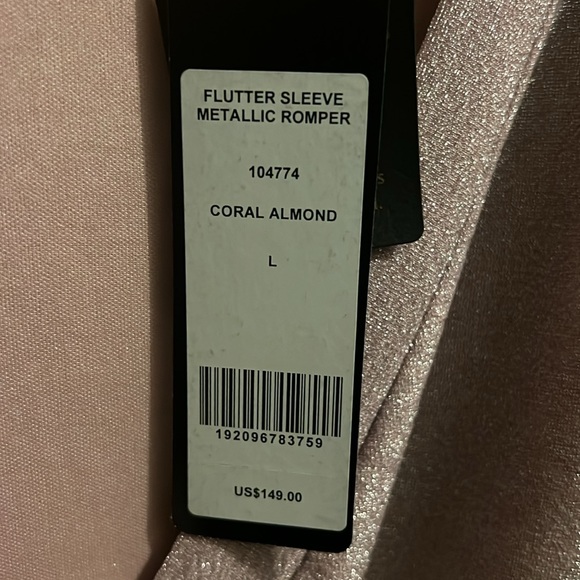 FLUTTER SLEEVE
METALLIC ROMPER
104774
CORAL ALMOND
L
192096783759
US$149.00